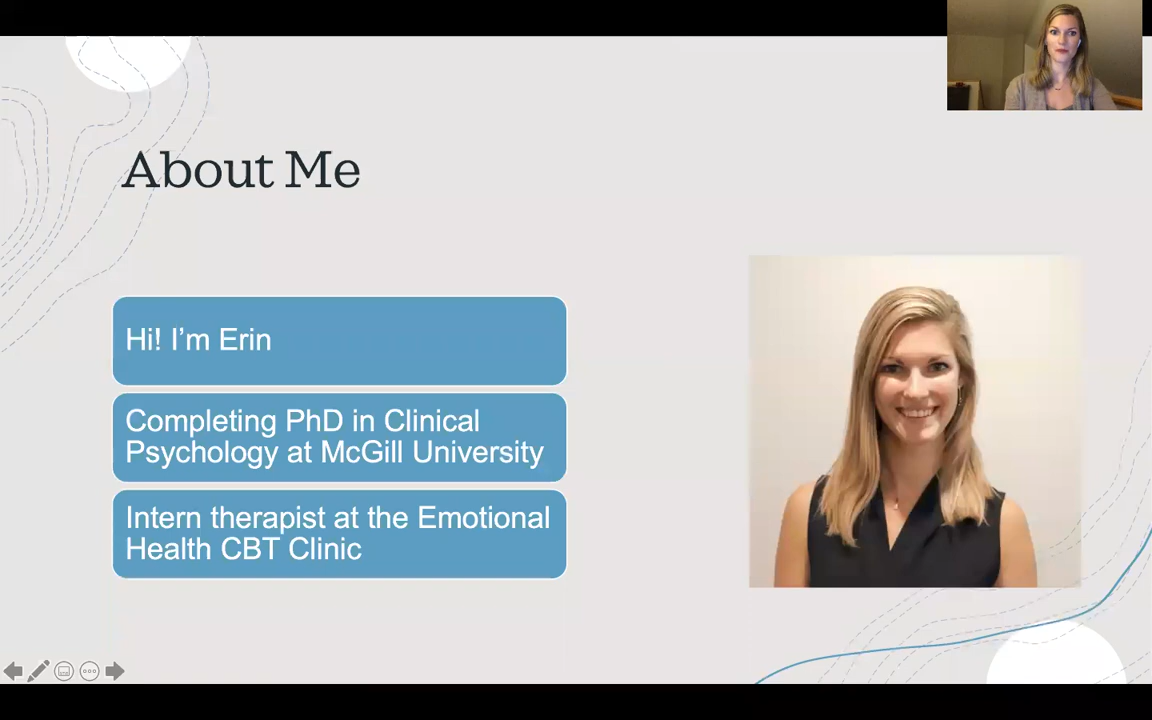 About Me
Hi! I’m Erin
Completing PhD in Clinical
Psychology at McGill University
Intern therapist at the Emotional
Health CBT Clinic